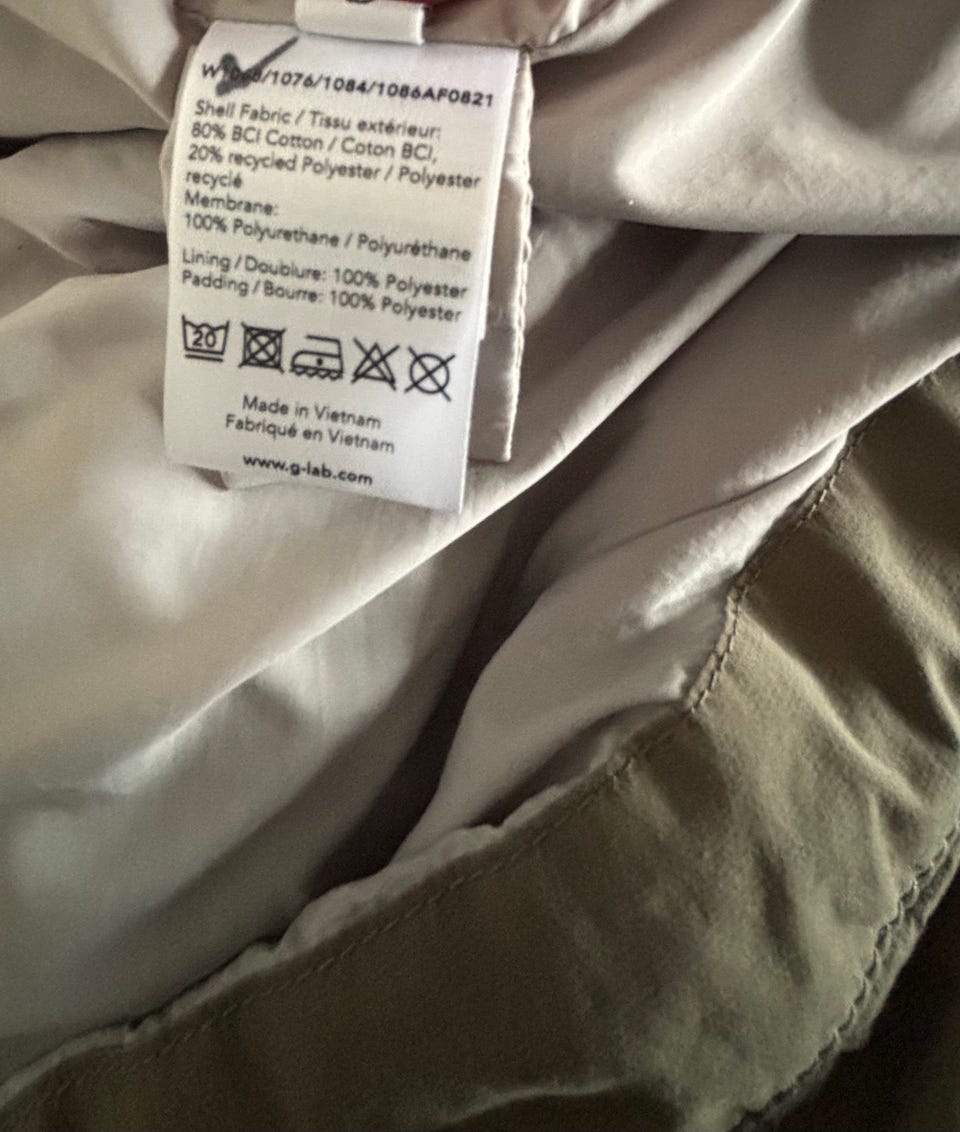 /1076/1084/1086AF0821
Shell Fabric / Tissu extérieur:
80% BCI Cotton / Coton BCI,
20% recycled Polyester / Polyester
recyclé
Membrane:
100% Polyurethane / Polyuréthane
Lining / Doublure: 100% Polyester
Padding / Bourre: 100% Polyester
20
Made in Vietnam
Fabriqué en Vietnam
www.g-lab.com